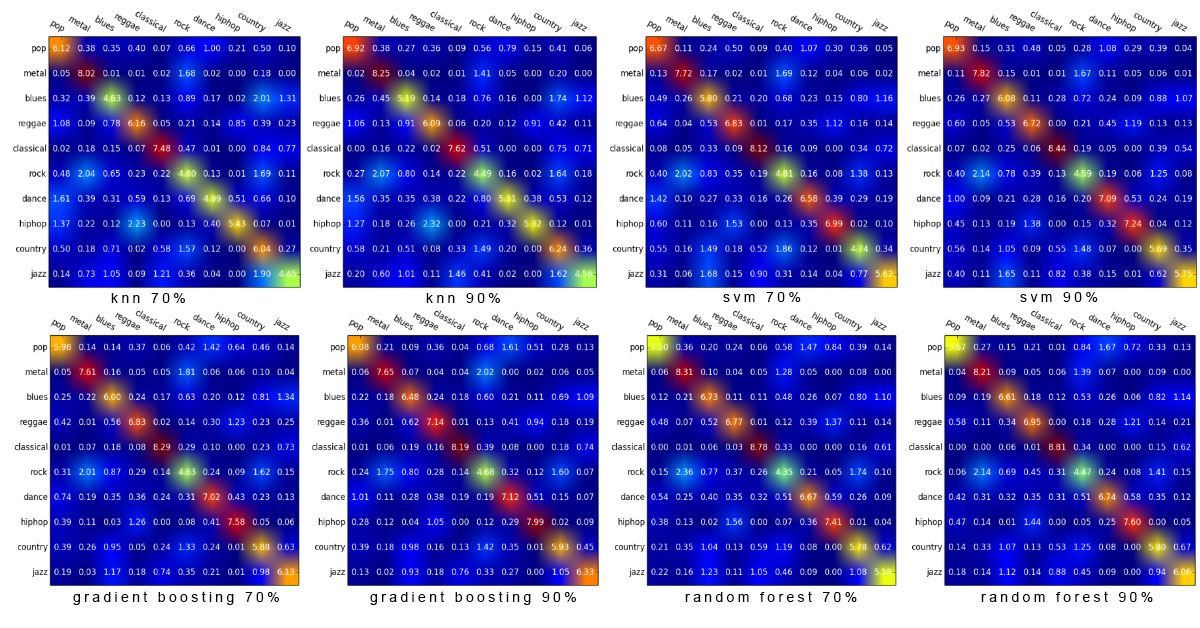 pop metal blues reggae classical rock dance hiphop country jazz
pop 6.12 0.38 0.35 0.40 0.07 0.66 1.00 0.21 0.50 0.10
metal 0.05 8.02 0.01 0.01 0.02 1.68 0.02 0.00 0.18 0.00
blues 0.32 0.39 4.63 0.12 0.13 0.89 0.17 0.02 2.01 1.31
reggae 1.08 0.09 0.78 6.16 0.05 0.21 0.14 0.85 0.39 0.23
classical 0.02 0.18 0.15 0.07 7.48 0.47 0.01 0.00 0.84 0.77
rock 0.48 2.04 0.65 0.23 0.22 4.80 0.13 0.01 1.69 0.11
dance 1.61 0.39 0.31 0.59 0.13 0.69 4.99 0.51 0.66 0.10
hiphop 1.37 0.22 0.12 2.23 0.00 0.13 0.40 5.43 0.07 0.01
country 0.50 0.18 0.71 0.02 0.58 1.57 0.12 0.00 6.04 0.27
jazz 0.14 0.73 1.05 0.09 1.21 0.36 0.04 0.00 1.90 4.45
knn 70%
pop metal blues reggae classical rock dance hiphop country jazz
pop 6.92 0.38 0.27 0.36 0.09 0.56 0.79 0.15 0.41 0.06
metal 0.02 8.25 0.04 0.02 0.01 1.41 0.05 0.00 0.20 0.00
blues 0.26 0.45 5.19 0.14 0.18 0.76 0.16 0.00 1.74 1.12
reggae 1.06 0.13 0.91 6.09 0.06 0.20 0.12 0.91 0.42 0.11
classical 0.00 0.16 0.22 0.02 7.62 0.51 0.00 0.00 0.75 0.71
rock 0.27 2.07 0.80 0.14 0.22 4.49 0.16 0.02 1.64 0.18
dance 1.56 0.35 0.35 0.38 0.22 0.80 5.31 0.38 0.53 0.12
hiphop 1.27 0.18 0.26 2.32 0.00 0.21 0.32 5.32 0.12 0.01
country 0.58 0.21 0.51 0.08 0.33 1.49 0.20 0.00 6.24 0.36
jazz 0.20 0.60 1.01 0.11 1.46 0.41 0.02 0.00 1.62 4.56
knn 90%
pop metal blues reggae classical rock dance hiphop country jazz
pop 6.67 0.11 0.24 0.50 0.09 0.40 1.07 0.30 0.36 0.05
metal 0.13 7.72 0.17 0.02 0.01 1.69 0.12 0.04 0.06 0.02
blues 0.49 0.26 5.80 0.21 0.20 0.68 0.23 0.15 0.80 1.16
reggae 0.64 0.04 0.53 6.83 0.01 0.17 0.35 1.12 0.16 0.14
classical 0.08 0.05 0.33 0.09 8.12 0.16 0.09 0.00 0.53 0.52
rock 0.40 2.02 0.83 0.35 0.19 4.81 0.16 0.08 1.38 0.13
dance 1.42 0.10 0.27 0.33 0.16 0.26 6.58 0.39 0.29 0.19
hiphop 0.60 0.11 0.16 1.53 0.00 0.13 0.35 6.99 0.02 0.10
country 0.55 0.16 1.49 0.18 0.52 1.86 0.12 0.01 4.74 0.34
jazz 0.31 0.06 1.68 0.15 0.90 0.31 0.14 0.04 0.77 5.62
svm 70%
pop metal blues reggae classical rock dance hiphop country jazz
pop 6.93 0.15 0.31 0.48 0.05 0.28 1.08 0.29 0.39 0.04
metal 0.11 7.82 0.15 0.01 0.01 1.67 0.11 0.05 0.06 0.01
blues 0.26 0.27 6.08 0.11 0.28 0.72 0.24 0.09 0.88 1.07
reggae 0.60 0.05 0.53 6.72 0.00 0.21 0.45 1.19 0.13 0.13
classical 0.07 0.02 0.25 0.06 8.44 0.19 0.05 0.00 0.39 0.54
rock 0.40 2.14 0.78 0.39 0.13 4.59 0.19 0.06 1.25 0.08
dance 1.00 0.09 0.21 0.28 0.16 0.20 7.09 0.53 0.24 0.19
hiphop 0.45 0.13 0.19 1.38 0.00 0.15 0.32 7.24 0.04 0.12
country 0.56 0.14 1.05 0.09 0.55 1.48 0.07 0.00 5.69 0.35
jazz 0.40 0.11 1.65 0.11 0.82 0.38 0.15 0.01 0.62 5.75
svm 90%
pop metal blues reggae classical rock dance hiphop country jazz
pop 5.98 0.14 0.14 0.37 0.06 0.42 1.42 0.64 0.46 0.14
metal 0.05 7.61 0.16 0.05 0.05 1.81 0.06 0.06 0.10 0.04
blues 0.25 0.22 6.00 0.24 0.17 0.63 0.20 0.12 0.81 1.34
reggae 0.42 0.01 0.56 6.83 0.02 0.14 0.30 1.23 0.23 0.25
classical 0.01 0.07 0.18 0.08 8.29 0.29 0.10 0.00 0.23 0.73
rock 0.31 2.01 0.87 0.29 0.14 4.63 0.24 0.09 1.62 0.15
dance 0.74 0.19 0.35 0.36 0.24 0.31 7.02 0.43 0.23 0.13
hiphop 0.39 0.11 0.03 1.26 0.00 0.08 0.41 7.58 0.05 0.06
country 0.39 0.26 0.95 0.05 0.24 1.33 0.24 0.01 5.88 0.63
jazz 0.19 0.03 1.17 0.18 0.74 0.35 0.21 0.01 0.98 6.13
gradient boosting 70%
pop metal blues reggae classical rock dance hiphop country jazz
pop 6.08 0.21 0.09 0.36 0.04 0.68 1.61 0.51 0.28 0.13
metal 0.06 7.65 0.07 0.04 0.04 2.02 0.00 0.02 0.06 0.05
blues 0.22 0.18 6.48 0.24 0.18 0.60 0.21 0.11 0.69 1.09
reggae 0.36 0.01 0.62 7.14 0.01 0.13 0.41 0.94 0.18 0.19
classical 0.01 0.06 0.19 0.16 8.19 0.39 0.08 0.00 0.18 0.74
rock 0.24 1.75 0.80 0.28 0.14 4.68 0.32 0.12 1.60 0.07
dance 1.01 0.11 0.28 0.38 0.19 0.19 7.12 0.51 0.15 0.07
hiphop 0.28 0.12 0.04 1.05 0.00 0.12 0.29 7.99 0.02 0.09
country 0.39 0.18 0.98 0.16 0.13 1.42 0.35 0.01 5.93 0.45
jazz 0.13 0.02 0.93 0.18 0.76 0.33 0.27 0.00 1.05 6.33
gradient boosting 90%
pop metal blues reggae classical rock dance hiphop country jazz
pop 5.50 0.36 0.20 0.24 0.06 0.58 1.47 0.84 0.39 0.14
metal 0.06 8.31 0.10 0.04 0.05 1.28 0.05 0.00 0.08 0.00
blues 0.12 0.26 6.73 0.11 0.11 0.48 0.26 0.07 0.80 1.10
reggae 0.48 0.07 0.52 6.77 0.01 0.21 0.39 1.37 0.11 0.14
classical 0.00 0.01 0.06 0.03 8.78 0.33 0.00 0.00 0.16 0.61
rock 0.15 2.36 0.77 0.37 0.26 4.35 0.21 0.05 1.74 0.10
dance 0.54 0.25 0.40 0.35 0.32 0.51 6.67 0.59 0.26 0.09
hiphop 0.38 0.13 0.02 1.56 0.00 0.07 0.36 7.41 0.01 0.04
country 0.21 0.35 1.04 0.13 0.59 1.19 0.08 0.00 5.78 0.62
jazz 0.22 0.16 1.23 0.11 1.05 0.46 0.09 0.00 1.08 5.58
random forest 70%
pop metal blues reggae classical rock dance hiphop country jazz
pop 5.67 0.27 0.15 0.21 0.01 0.84 1.67 0.72 0.33 0.13
metal 0.04 8.21 0.09 0.05 0.06 1.39 0.07 0.00 0.09 0.00
blues 0.09 0.19 6.61 0.18 0.12 0.53 0.26 0.06 0.82 1.14
reggae 0.58 0.11 0.34 6.95 0.00 0.18 0.28 1.21 0.14 0.21
classical 0.00 0.00 0.06 0.01 8.81 0.34 0.00 0.00 0.15 0.62
rock 0.06 2.14 0.69 0.45 0.31 4.47 0.24 0.08 1.41 0.15
dance 0.42 0.31 0.32 0.35 0.31 0.51 6.74 0.58 0.35 0.12
hiphop 0.47 0.14 0.01 1.44 0.00 0.05 0.25 7.60 0.00 0.05
country 0.14 0.33 1.07 0.13 0.53 1.25 0.08 0.00 5.80 0.67
jazz 0.18 0.14 1.12 0.14 0.88 0.45 0.09 0.00 0.94 6.06
random forest 90%